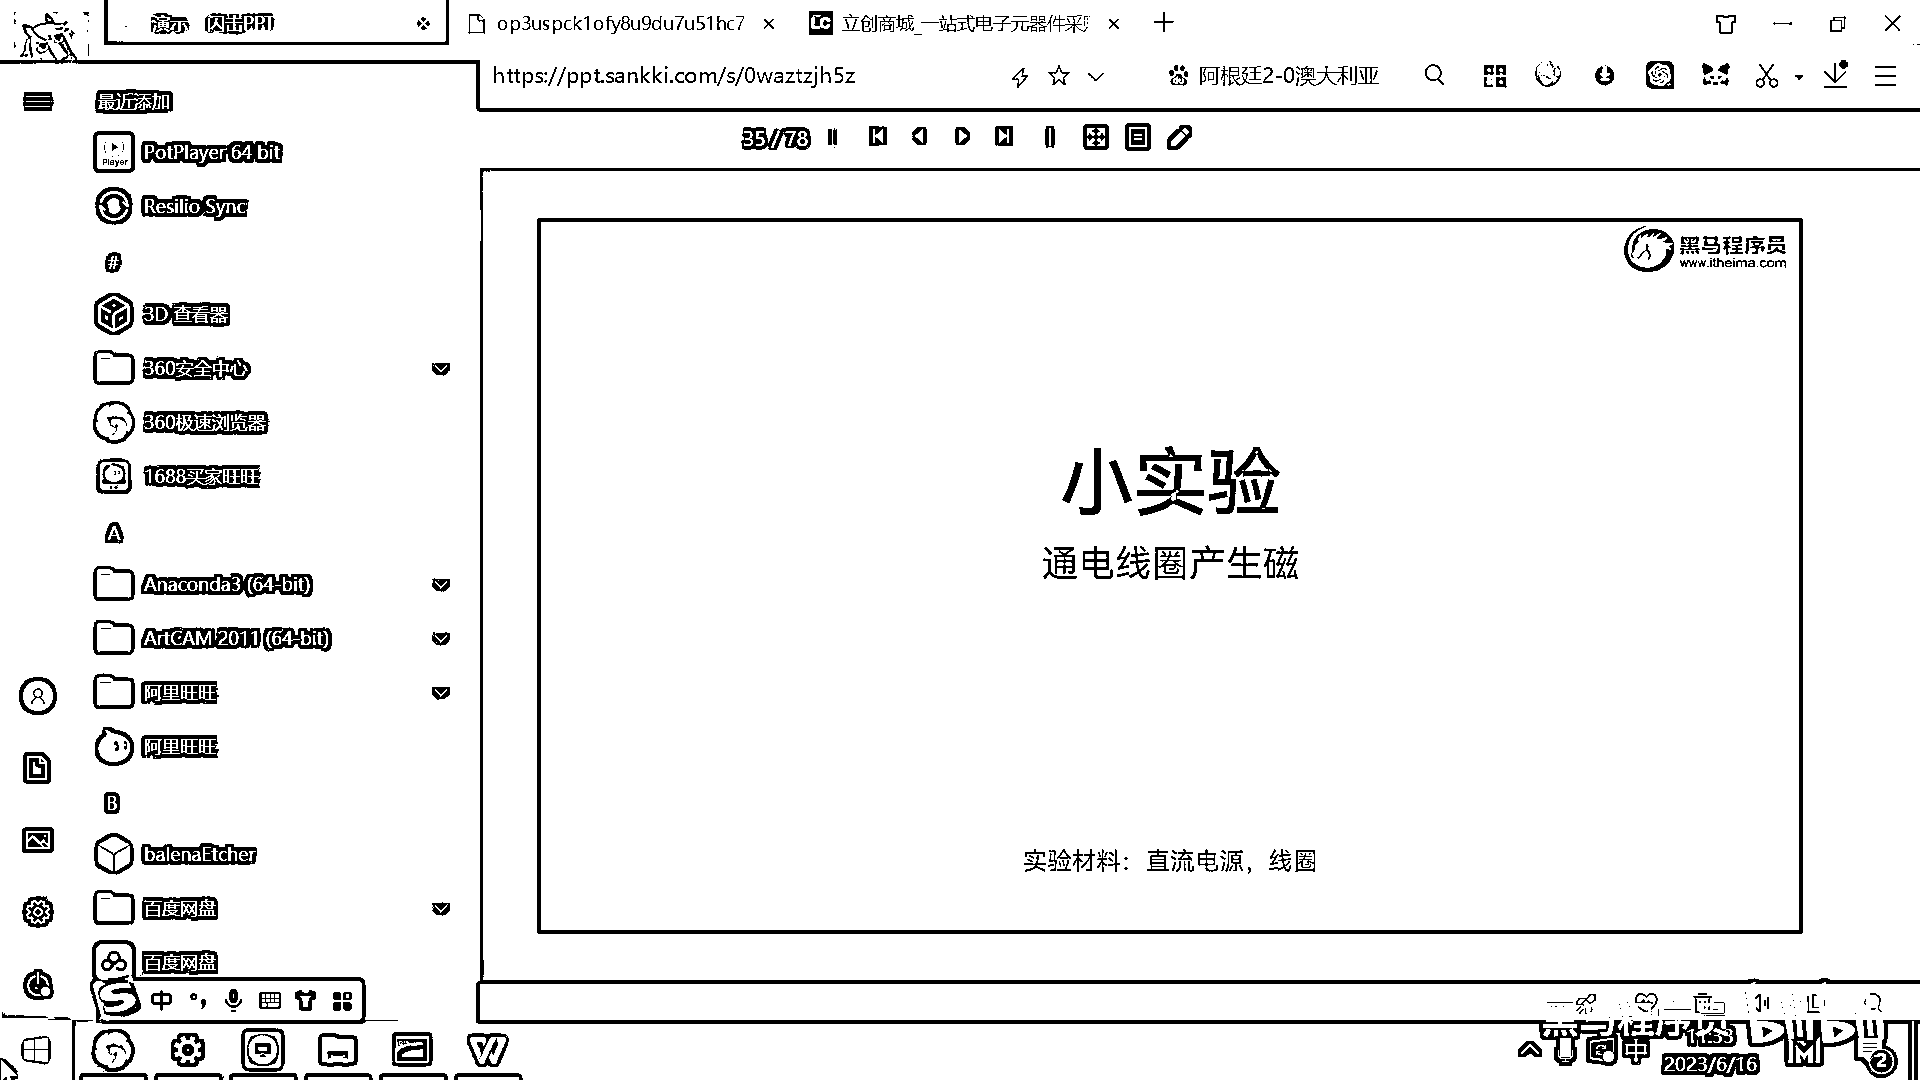 演示 闪击PPT
op3uspck1ofy8u9du7u51hc7
立创商城_一站式电子元器件采
https://ppt.sankki.com/s/0waztzjh5z
阿根廷2-0澳大利亚
最近添加
35//78
PotPlayer 64 bit
Resilio Sync
#
黑马程序员
www.itheima.com
3D 查看器
360安全中心
360极速浏览器
1688买家旺旺
小实验
A
通电线圈产生磁
Anaconda3 (64-bit)
ArtCAM 2011 (64-bit)
阿里旺旺
阿里旺旺
B
balenaEtcher
实验材料：直流电源，线圈
百度网盘
百度网盘
中
黑马程序员
中
2023/6/16
2